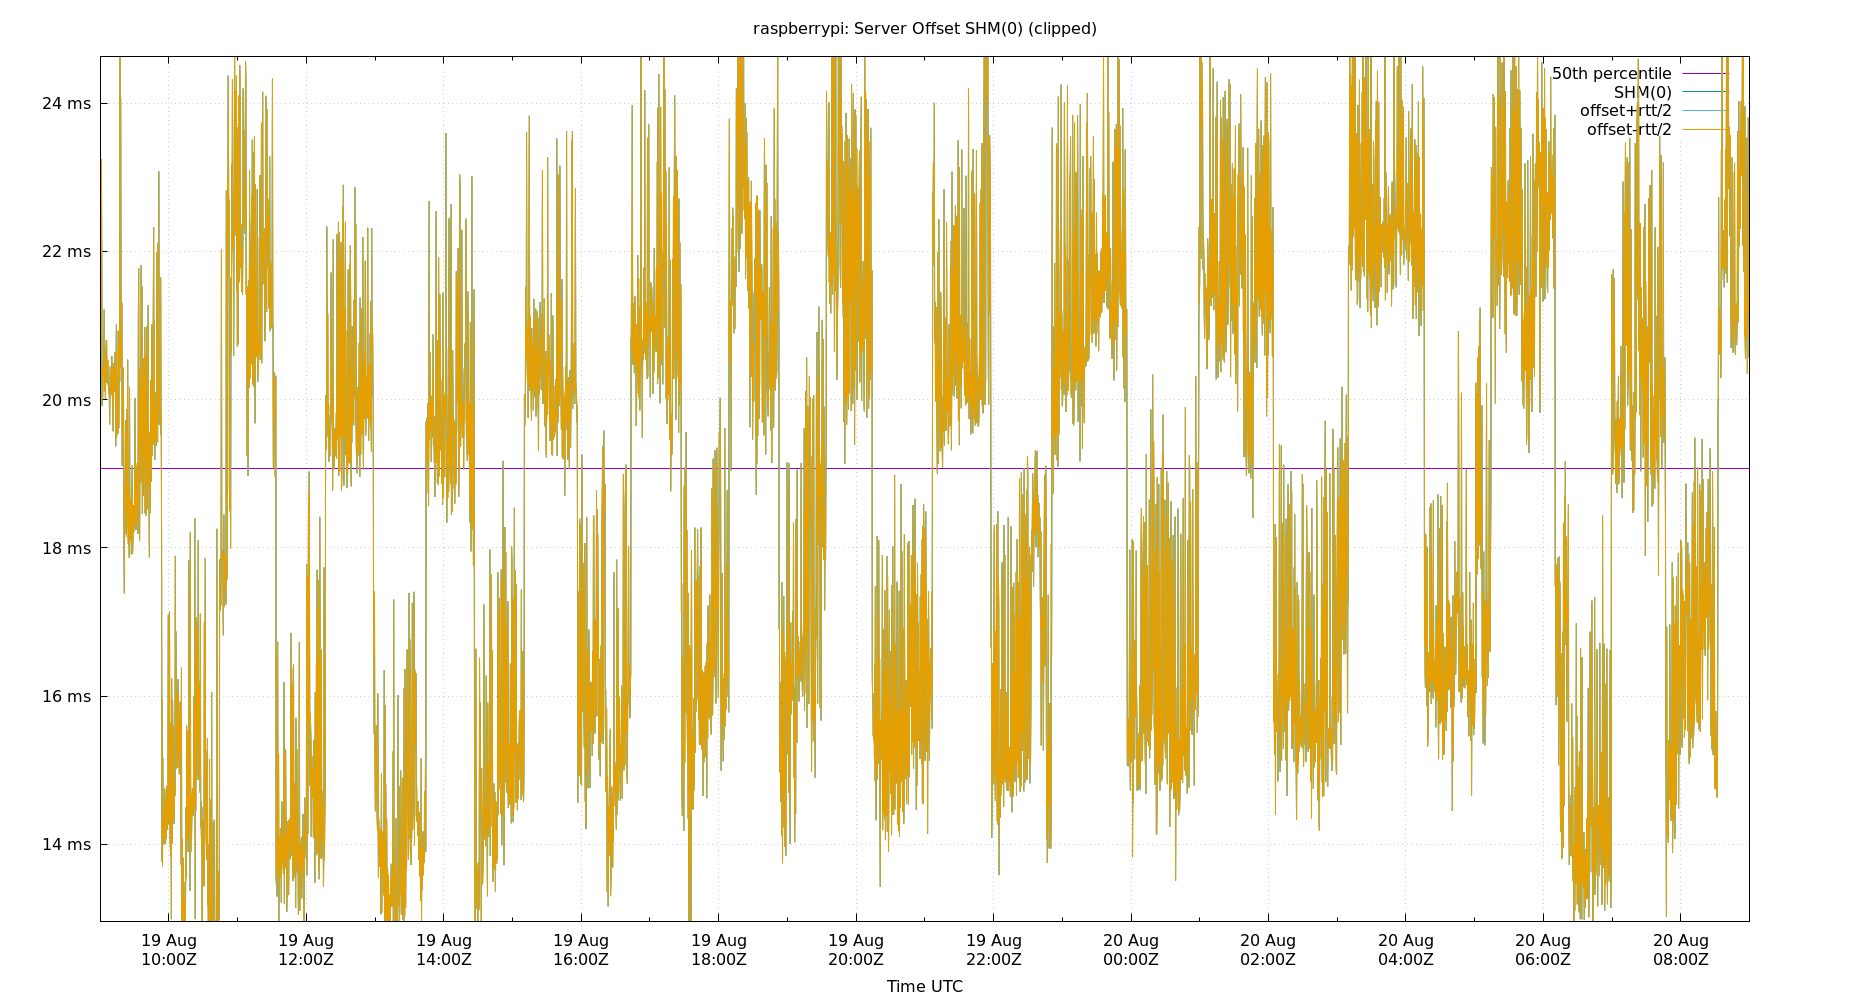 raspberrypi: Server Offset SHM(0) (clipped)
50th percentile
SHM(0)
offset+rtt/2
offset-rtt/2
24 ms
22 ms
20 ms
18 ms
16 ms
14 ms
19 Aug 19 Aug 19 Aug 19 Aug 19 Aug 19 Aug 19 Aug 20 Aug 20 Aug 20 Aug 20 Aug 20 Aug
10:00Z 12:00Z 14:00Z 16:00Z 18:00Z 20:00Z 22:00Z 00:00Z 02:00Z 04:00Z 06:00Z 08:00Z
Time UTC